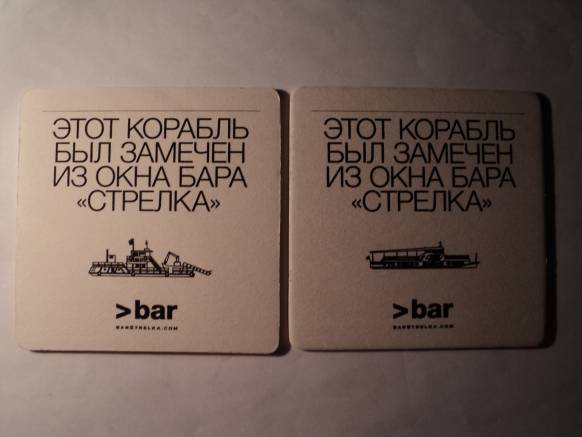 ЭТОТ КОРАБЛЬ
БЫЛ ЗАМЕЧЕН
ИЗ ОКНА БАРА
«СТРЕЛКА»
>bar
BARSTRELKA.COM
ЭТОТ КОРАБЛЬ
БЫЛ ЗАМЕЧЕН
ИЗ ОКНА БАРА
«СТРЕЛКА»
>bar
BARSTRELKA.COM